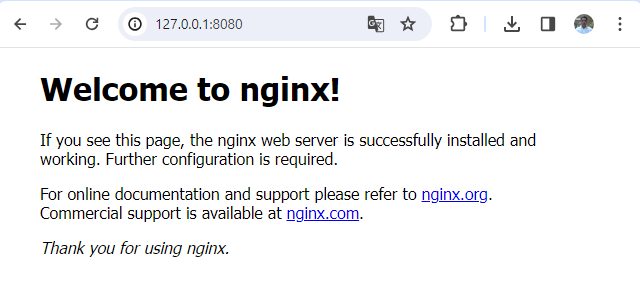 127.0.0.1:8080
Welcome to nginx!
If you see this page, the nginx web server is successfully installed and
working. Further configuration is required.
For online documentation and support please refer to nginx.org.
Commercial support is available at nginx.com.
Thank you for using nginx.